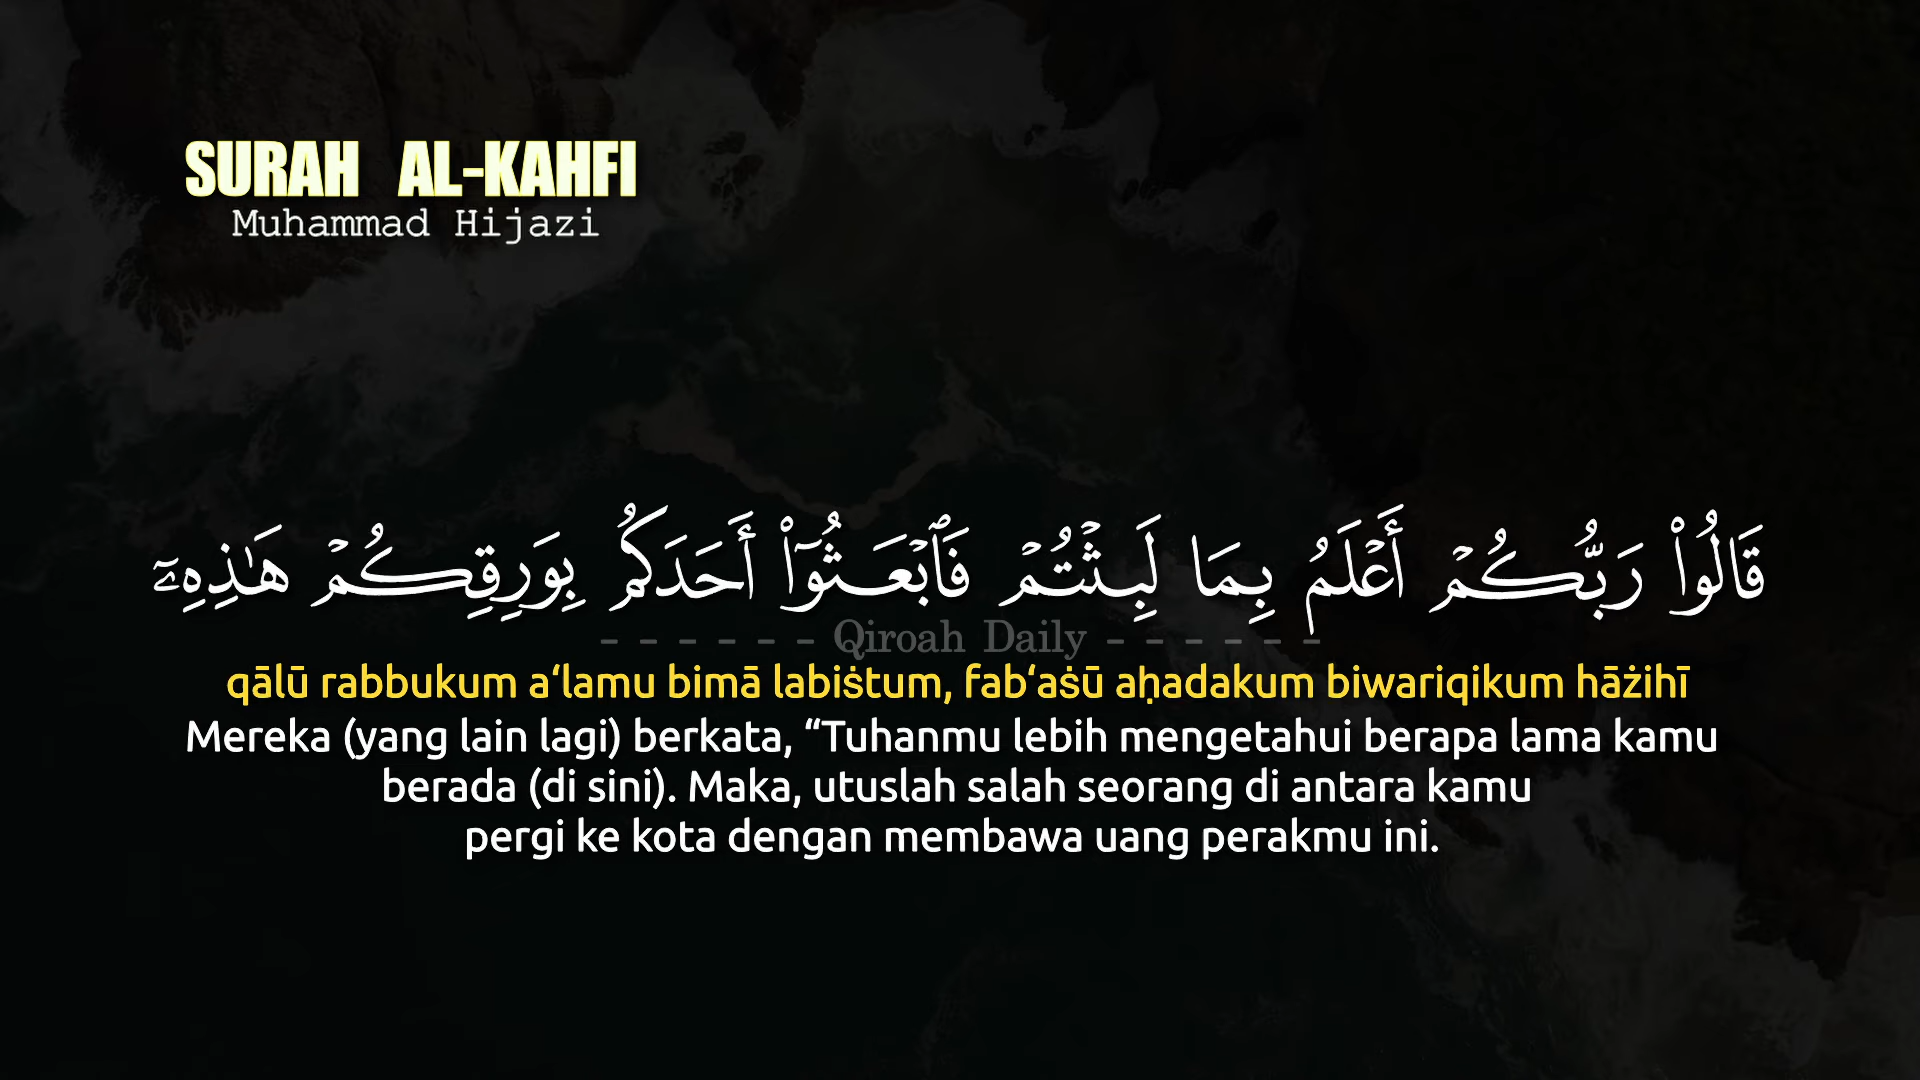 SURAH AL-KAHFI
Muhammad Hijazi
قَالُوا۟ رَبُّكُمْ أَعْلَمُ بِمَا لَبِثْتُمْ فَٱبْعَثُوٓا۟ أَحَدَكُم بِوَرِقِكُمْ هَـٰذِهِۦٓ
- - - - - - Qiroah Daily - - - - - -
qālū rabbukum a‘lamu bimā labiṡtum, fab‘aṡū aḥadakum biwariqikum hāżihī
Mereka (yang lain lagi) berkata, “Tuhanmu lebih mengetahui berapa lama kamu
berada (di sini). Maka, utuslah salah seorang di antara kamu
pergi ke kota dengan membawa uang perakmu ini.